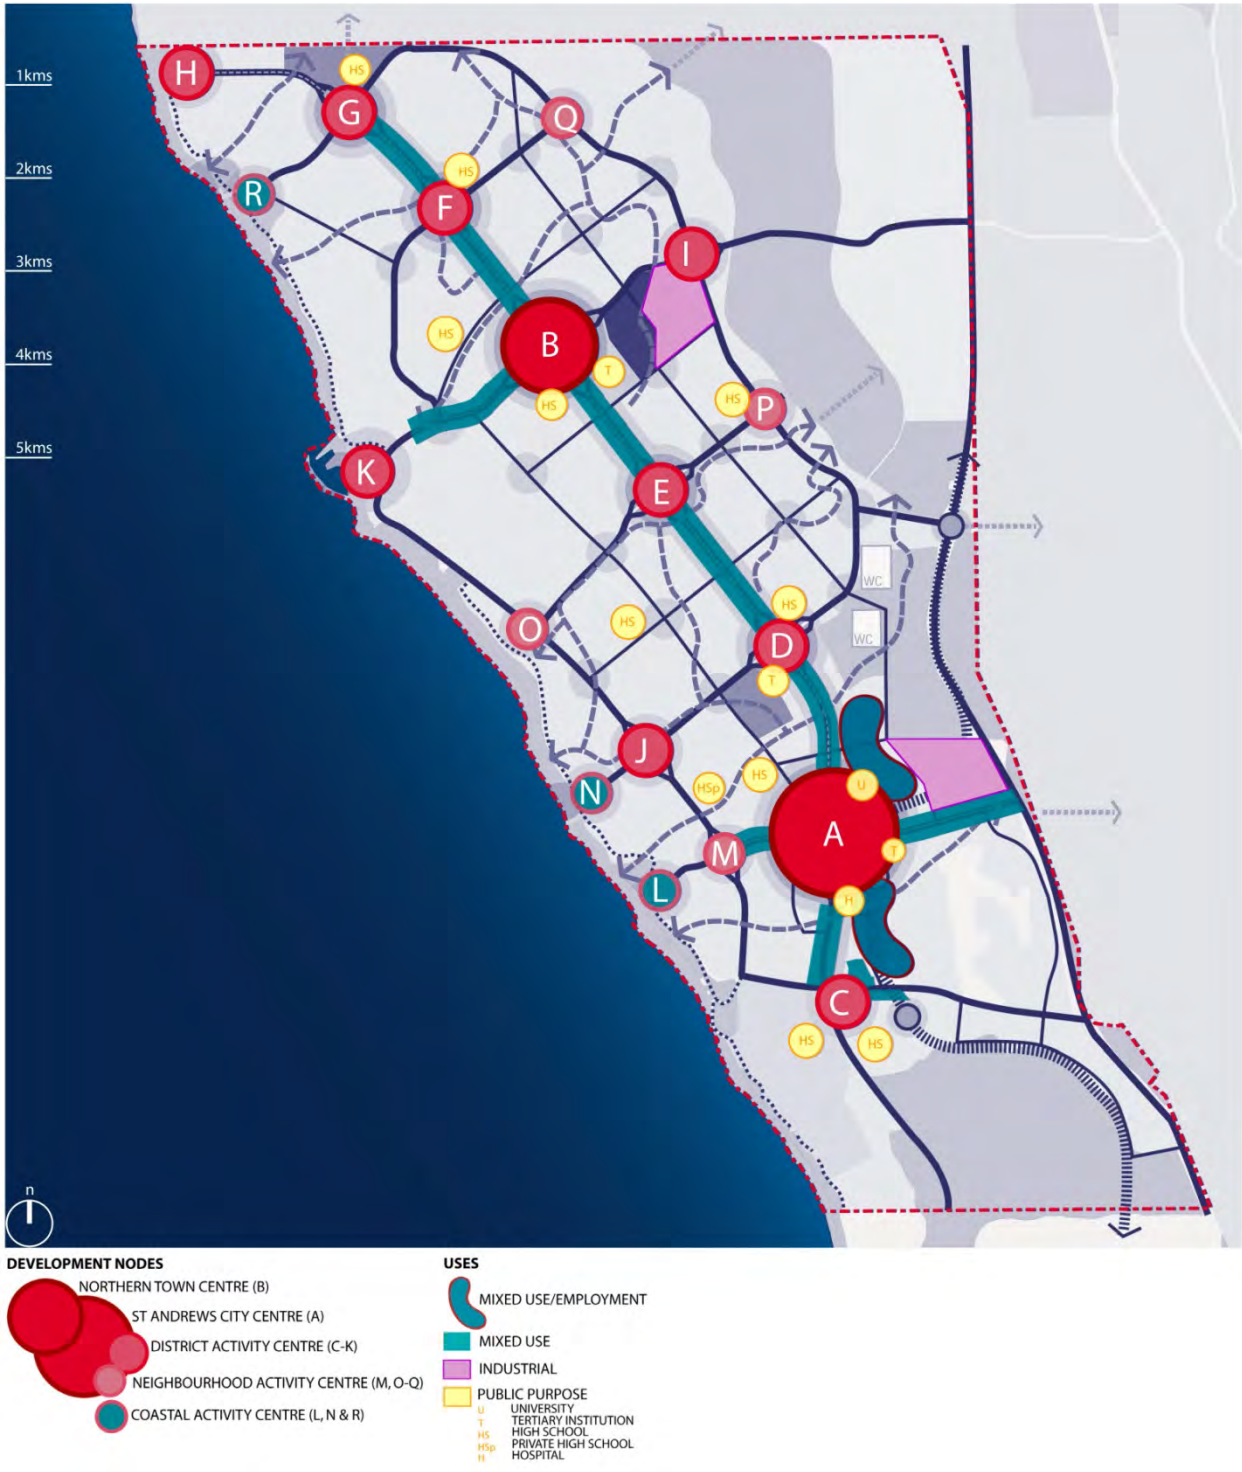 H
HS
1kms
G
Q
HS
2kms
R
F
I
3kms
HS
B
4kms
T
HS
HS
P
5kms
K
E
WC
HS
O
HS
WC
D
T
J
HS
U
HSp
N
A
M
T
L
H
C
HS
HS
n
DEVELOPMENT NODES
NORTHERN TOWN CENTRE (B)
ST ANDREWS CITY CENTRE (A)
DISTRICT ACTIVITY CENTRE (C-K)
NEIGHBOURHOOD ACTIVITY CENTRE (M, O-Q)
COASTAL ACTIVITY CENTRE (L, N & R)
USES
MIXED USE/EMPLOYMENT
MIXED USE
INDUSTRIAL
PUBLIC PURPOSE
U UNIVERSITY
T TERTIARY INSTITUTION
HS HIGH SCHOOL
HSp PRIVATE HIGH SCHOOL
H HOSPITAL